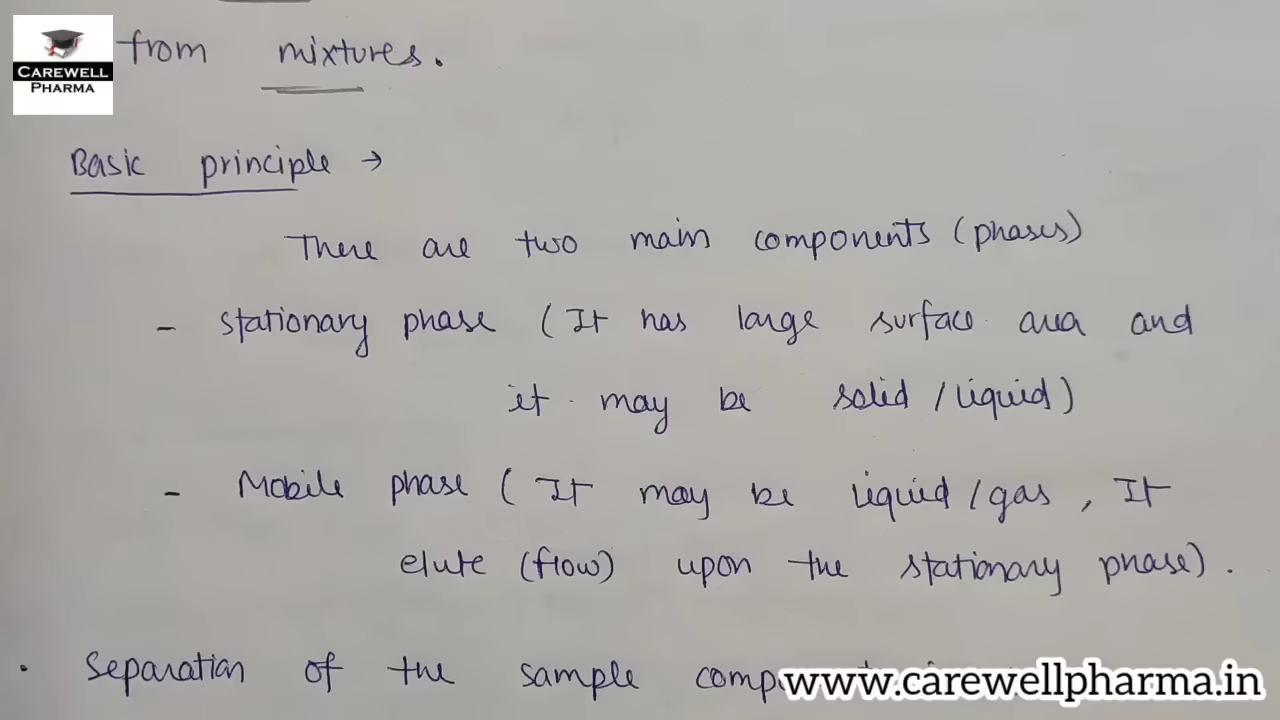 CAREWELL
PHARMA
from mixtures.
Basic principle →
There are two main components (phases)
- Stationary phase (It has large surface area and
it may be solid / liquid)
- Mobile phase ( It may be liquid / gas , It
elute (flow) upon the stationary phase) .
• Separation of the sample
www.carewellpharma.in